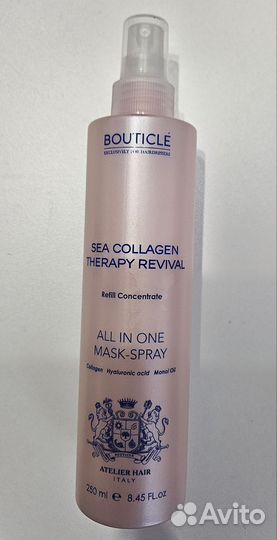 BOUTICLÉ
EXCLUSIVELY FOR HAIRDRESSERS
SEA COLLAGEN
THERAPY REVIVAL
Refill Concentrate
ALL IN ONE
MASK-SPRAY
Collagen Hyaluronic acid Monoi Oil
BOUTICLE
ATELIER HAIR
ITALY
250 ml e 8.45 FL.oz
Avito